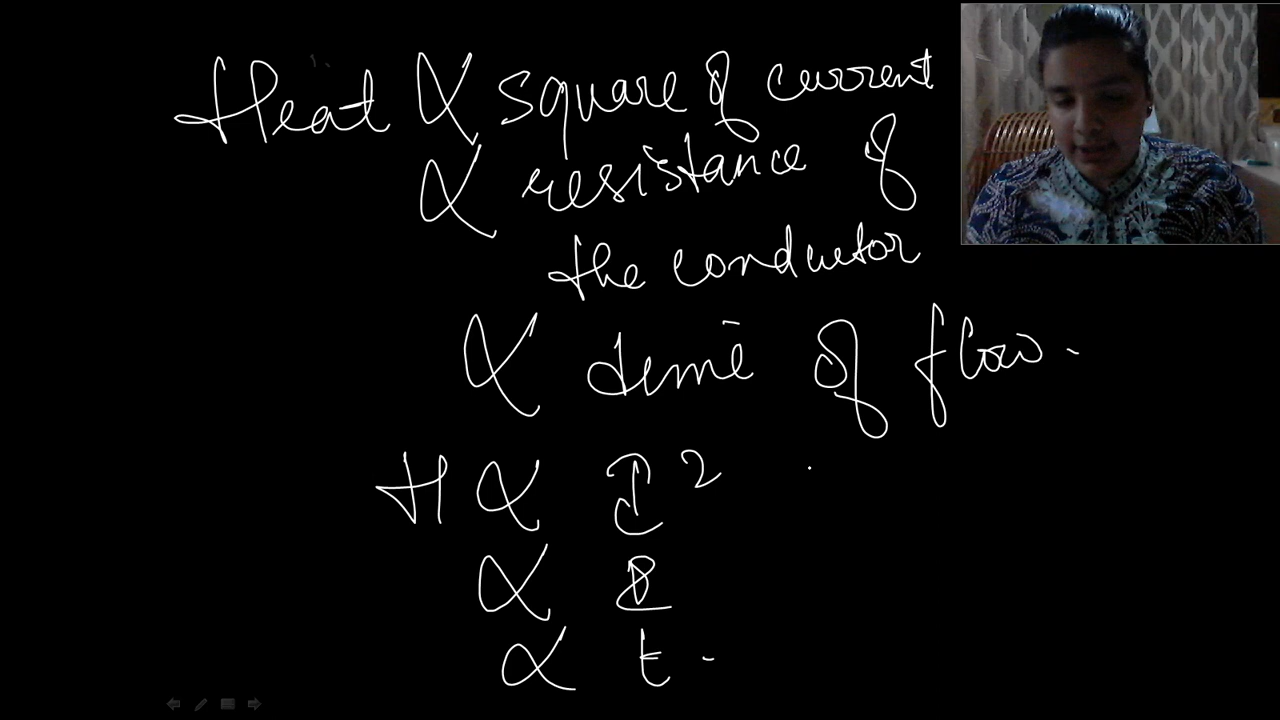 Heat ∝ square of current
∝ resistance of
the conductor
∝ time of flow.
H ∝ I²
∝ R
∝ t.